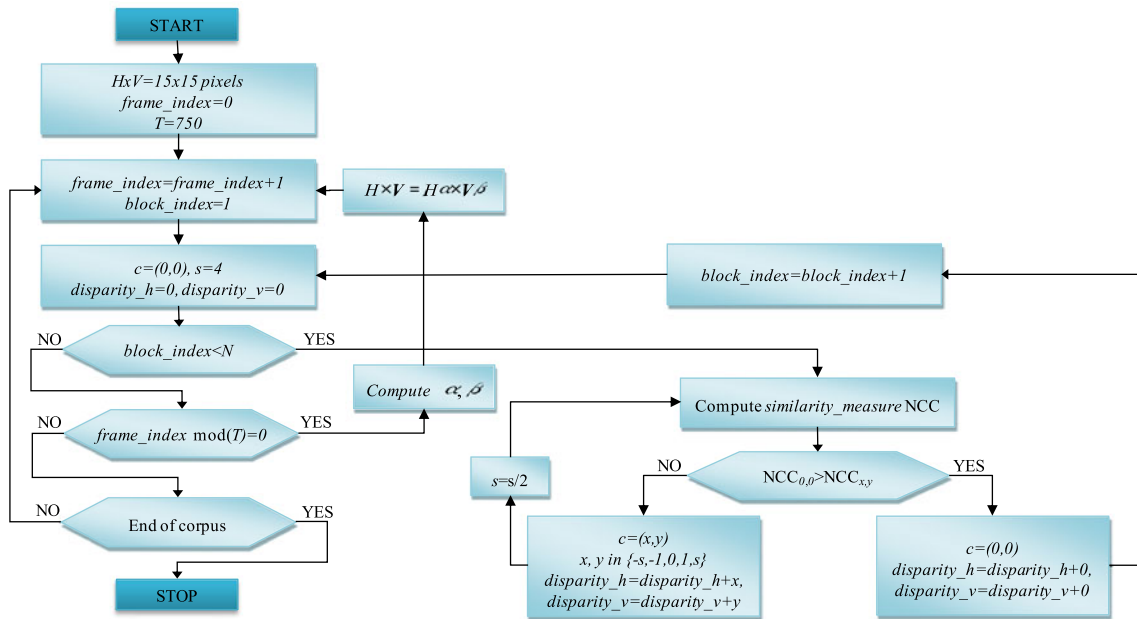 START
HxV=15x15 pixels
frame_index=0
T=750
frame_index=frame_index+1
block_index=1
H×V = Hα×Vβ
c=(0,0), s=4
disparity_h=0, disparity_v=0
block_index=block_index+1
NO
YES
block_index<N
Compute α, β
Compute similarity_measure NCC
NO
YES
frame_index mod(T)=0
NO
YES
NCC0,0>NCCx,y
s=s/2
NO
YES
End of corpus
c=(x,y)
x, y in {-s,-1,0,1,s}
disparity_h=disparity_h+x,
disparity_v=disparity_v+y
c=(0,0)
disparity_h=disparity_h+0,
disparity_v=disparity_v+0
STOP